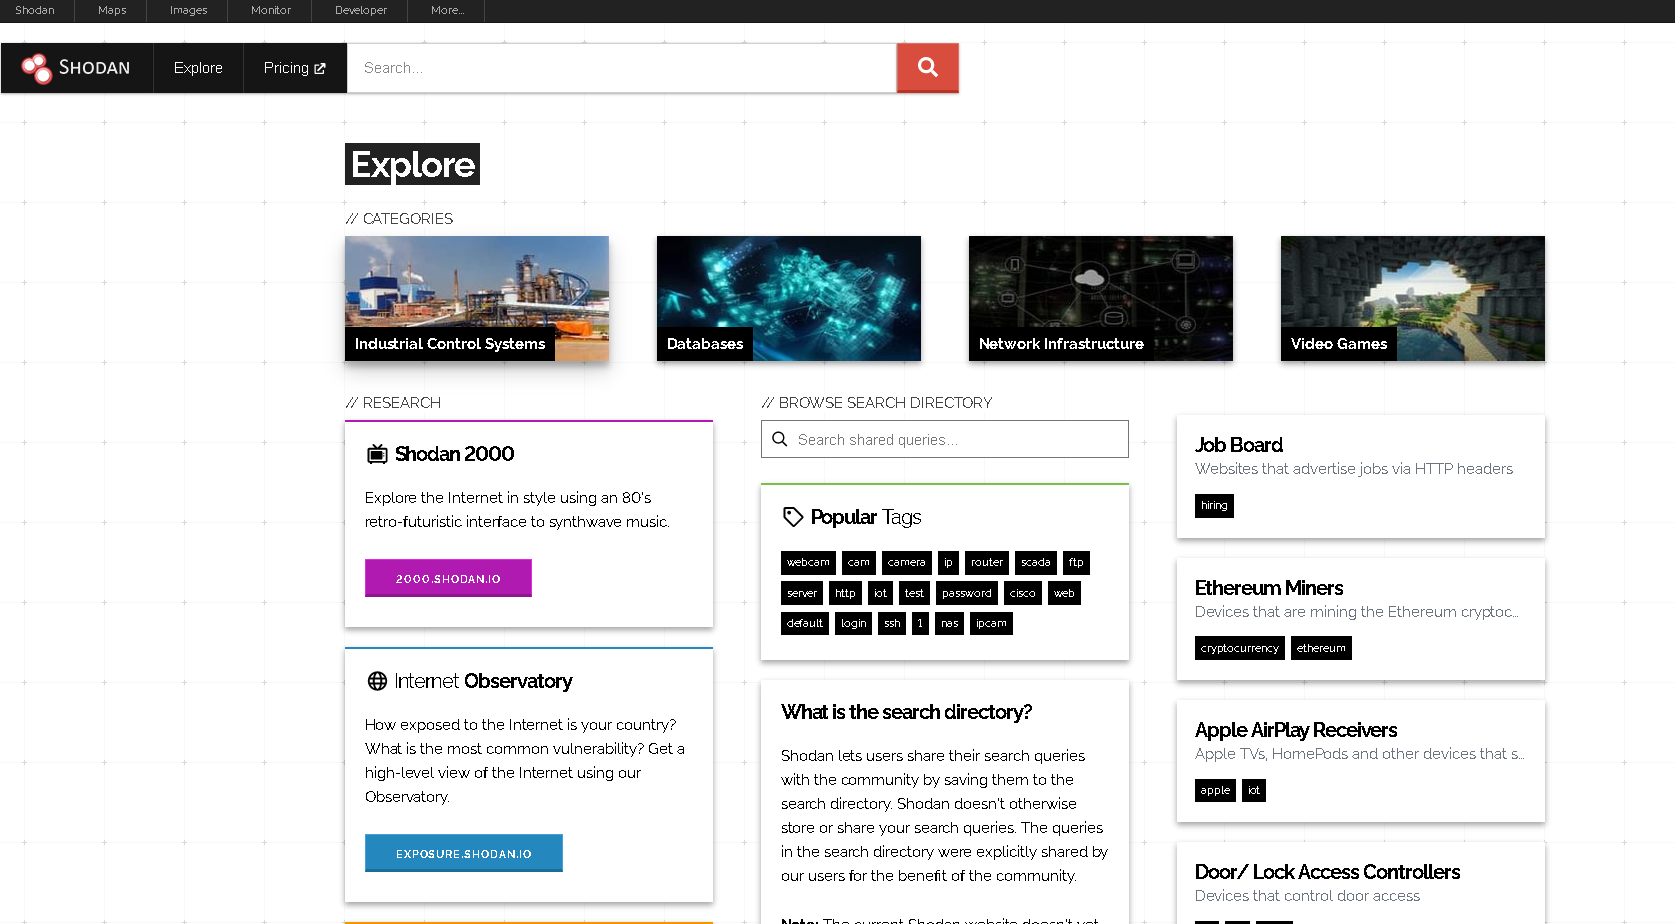 Shodan
Maps
Images
Monitor
Developer
More...
SHODAN
Explore
Pricing
Search...
Explore
// CATEGORIES
Industrial Control Systems
Databases
Network Infrastructure
Video Games
// RESEARCH
Shodan 2000
Explore the Internet in style using an 80's
retro-futuristic interface to synthwave music.
2000.SHODAN.IO
Internet Observatory
How exposed to the Internet is your country?
What is the most common vulnerability? Get a
high-level view of the Internet using our
Observatory.
EXPOSURE.SHODAN.IO
// BROWSE SEARCH DIRECTORY
Search shared queries...
Popular Tags
webcam cam camera ip router scada ftp
server http iot test password cisco web
default login ssh 1 nas ipcam
What is the search directory?
Shodan lets users share their search queries
with the community by saving them to the
search directory. Shodan doesn't otherwise
store or share your search queries. The queries
in the search directory were explicitly shared by
our users for the benefit of the community.
Note: The current Shodan website doesn't yet
Job Board
Websites that advertise jobs via HTTP headers
hiring
Ethereum Miners
Devices that are mining the Ethereum cryptoc...
cryptocurrency ethereum
Apple AirPlay Receivers
Apple TVs, HomePods and other devices that s...
apple iot
Door/ Lock Access Controllers
Devices that control door access